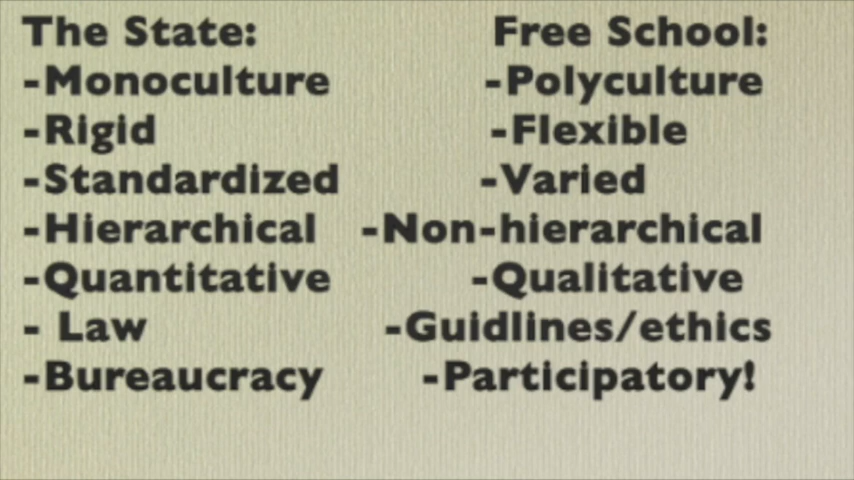 The State: Free School:
-Monoculture -Polyculture
-Rigid -Flexible
-Standardized -Varied
-Hierarchical -Non-hierarchical
-Quantitative -Qualitative
- Law -Guidlines/ethics
-Bureaucracy -Participatory!